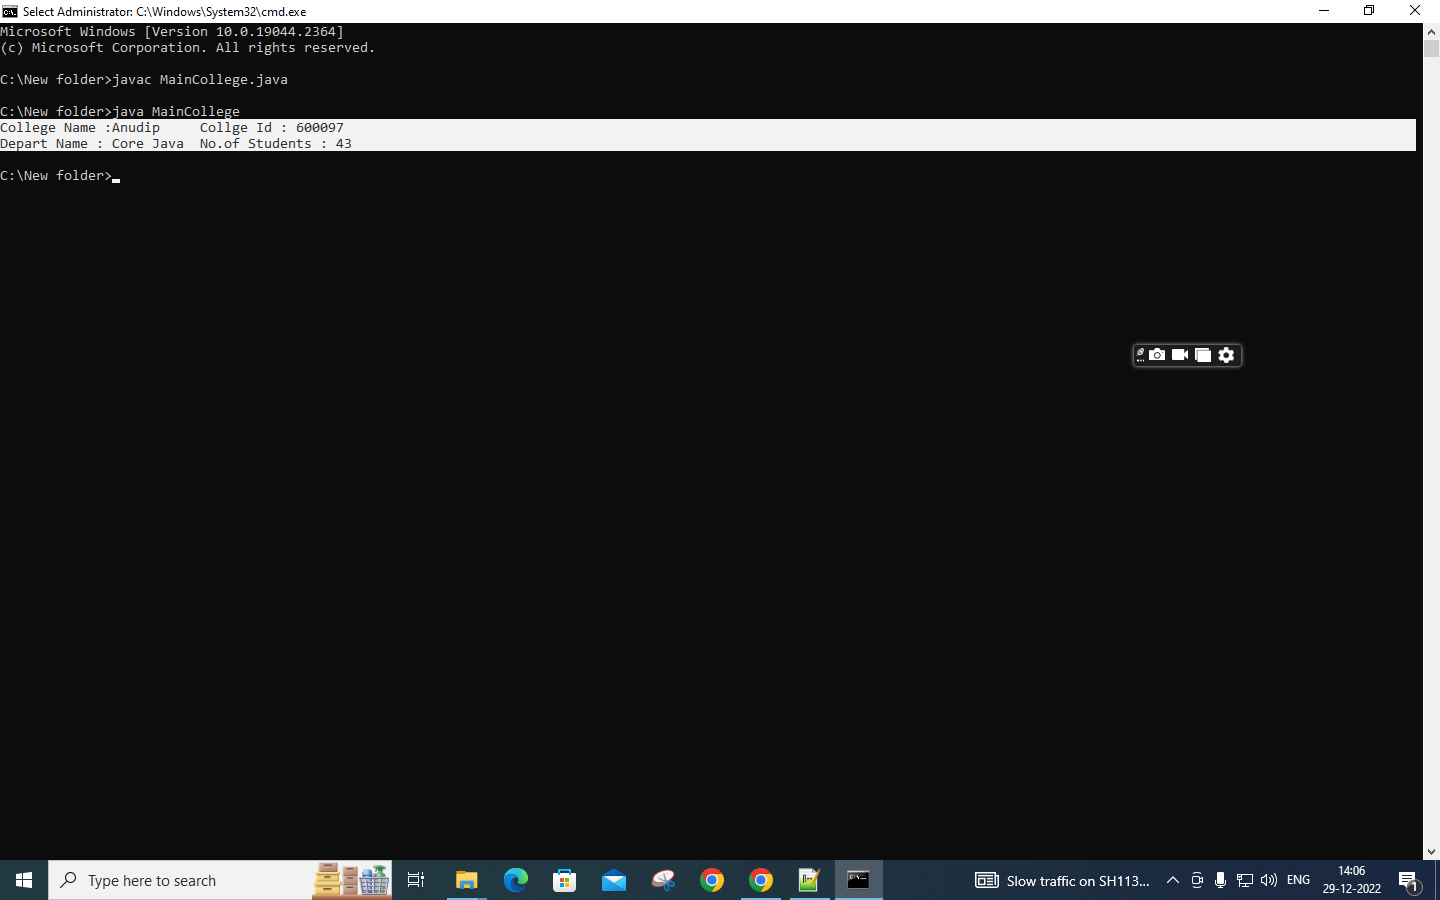 Select Administrator: C:\Windows\System32\cmd.exe
Microsoft Windows [Version 10.0.19044.2364]
(c) Microsoft Corporation. All rights reserved.
C:\New folder>javac MainCollege.java
C:\New folder>java MainCollege
College Name :Anudip     Collge Id : 600097
Depart Name : Core Java  No.of Students : 43
C:\New folder>
Type here to search
Slow traffic on SH113...
ENG
14:06
29-12-2022
1